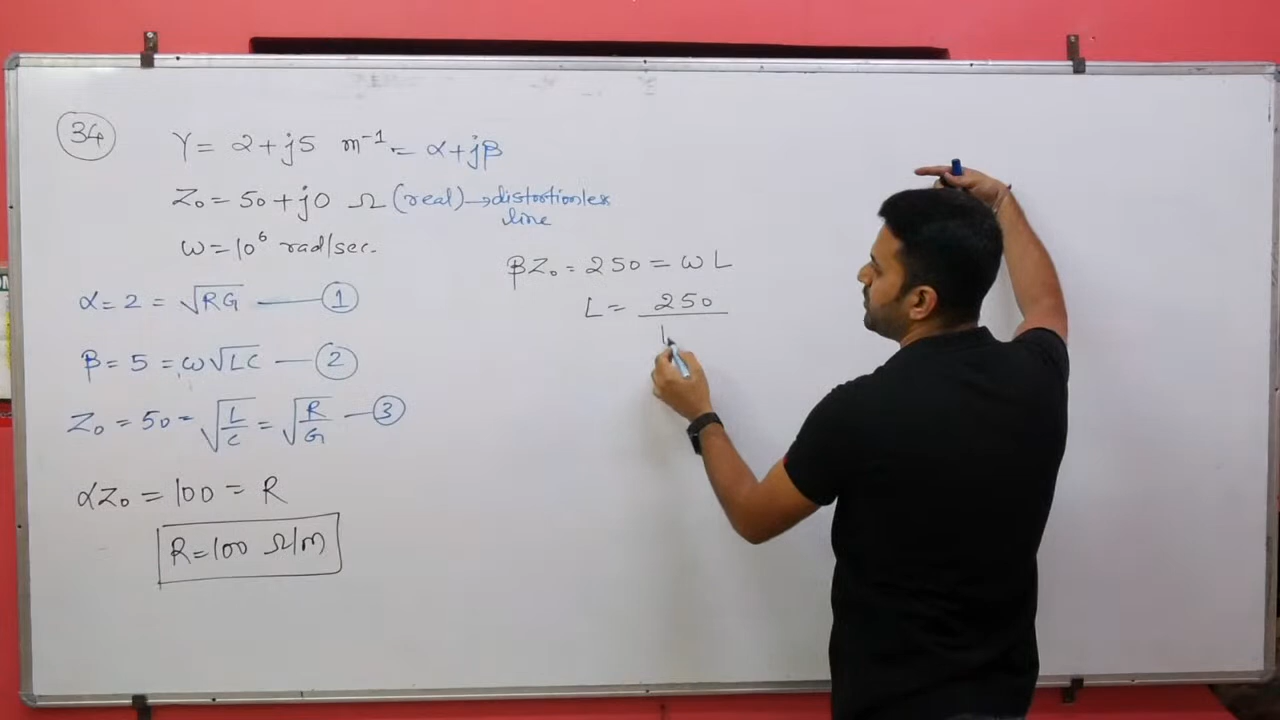 34
γ = 2+j5 m⁻¹ = α+jβ
Z₀ = 50+j0 Ω (real) → distortionless
line
ω = 10⁶ rad/sec.
α = 2 = √RG — 1
β = 5 = ω√LC — 2
Z₀ = 50 = √L/C = √R/G — 3
αZ₀ = 100 = R
R = 100 Ω/m
βZ₀ = 250 = ωL
L = 250
1